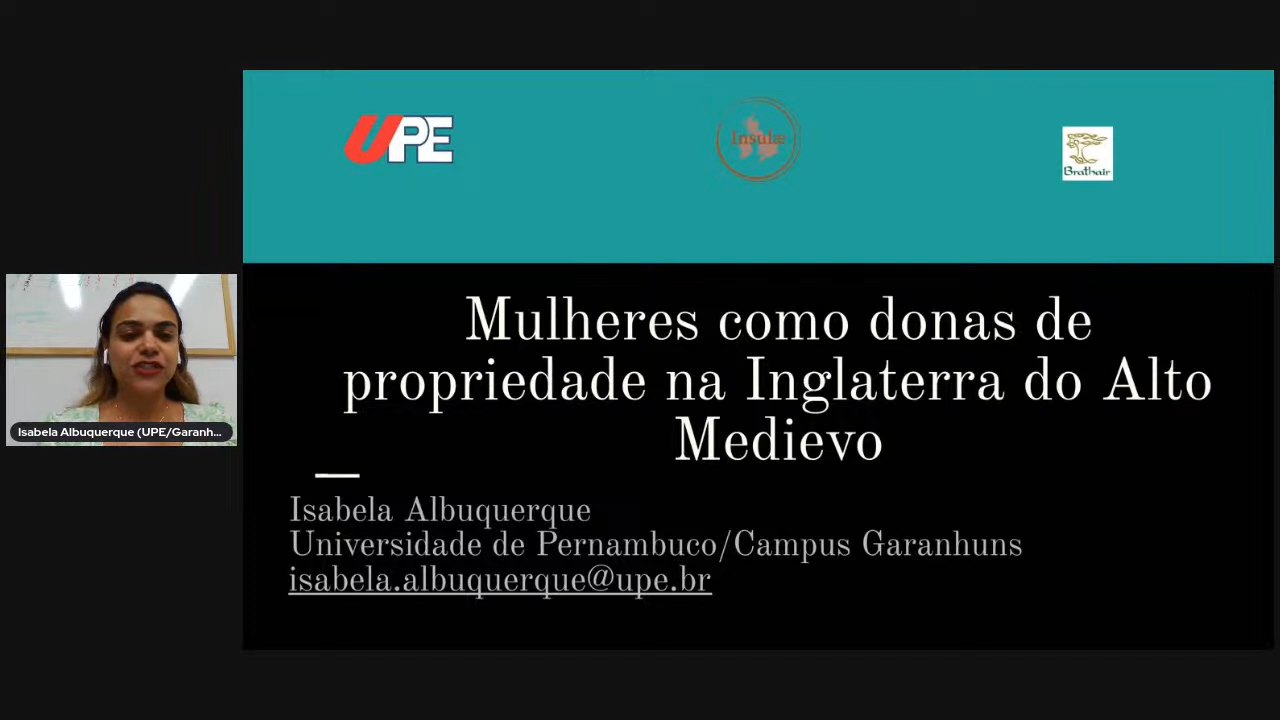 UPE
Insulæ
Brathair
Mulheres como donas de
propriedade na Inglaterra do Alto
Medievo
Isabela Albuquerque
Universidade de Pernambuco/Campus Garanhuns
isabela.albuquerque@upe.br
Isabela Albuquerque (UPE/Garanh...